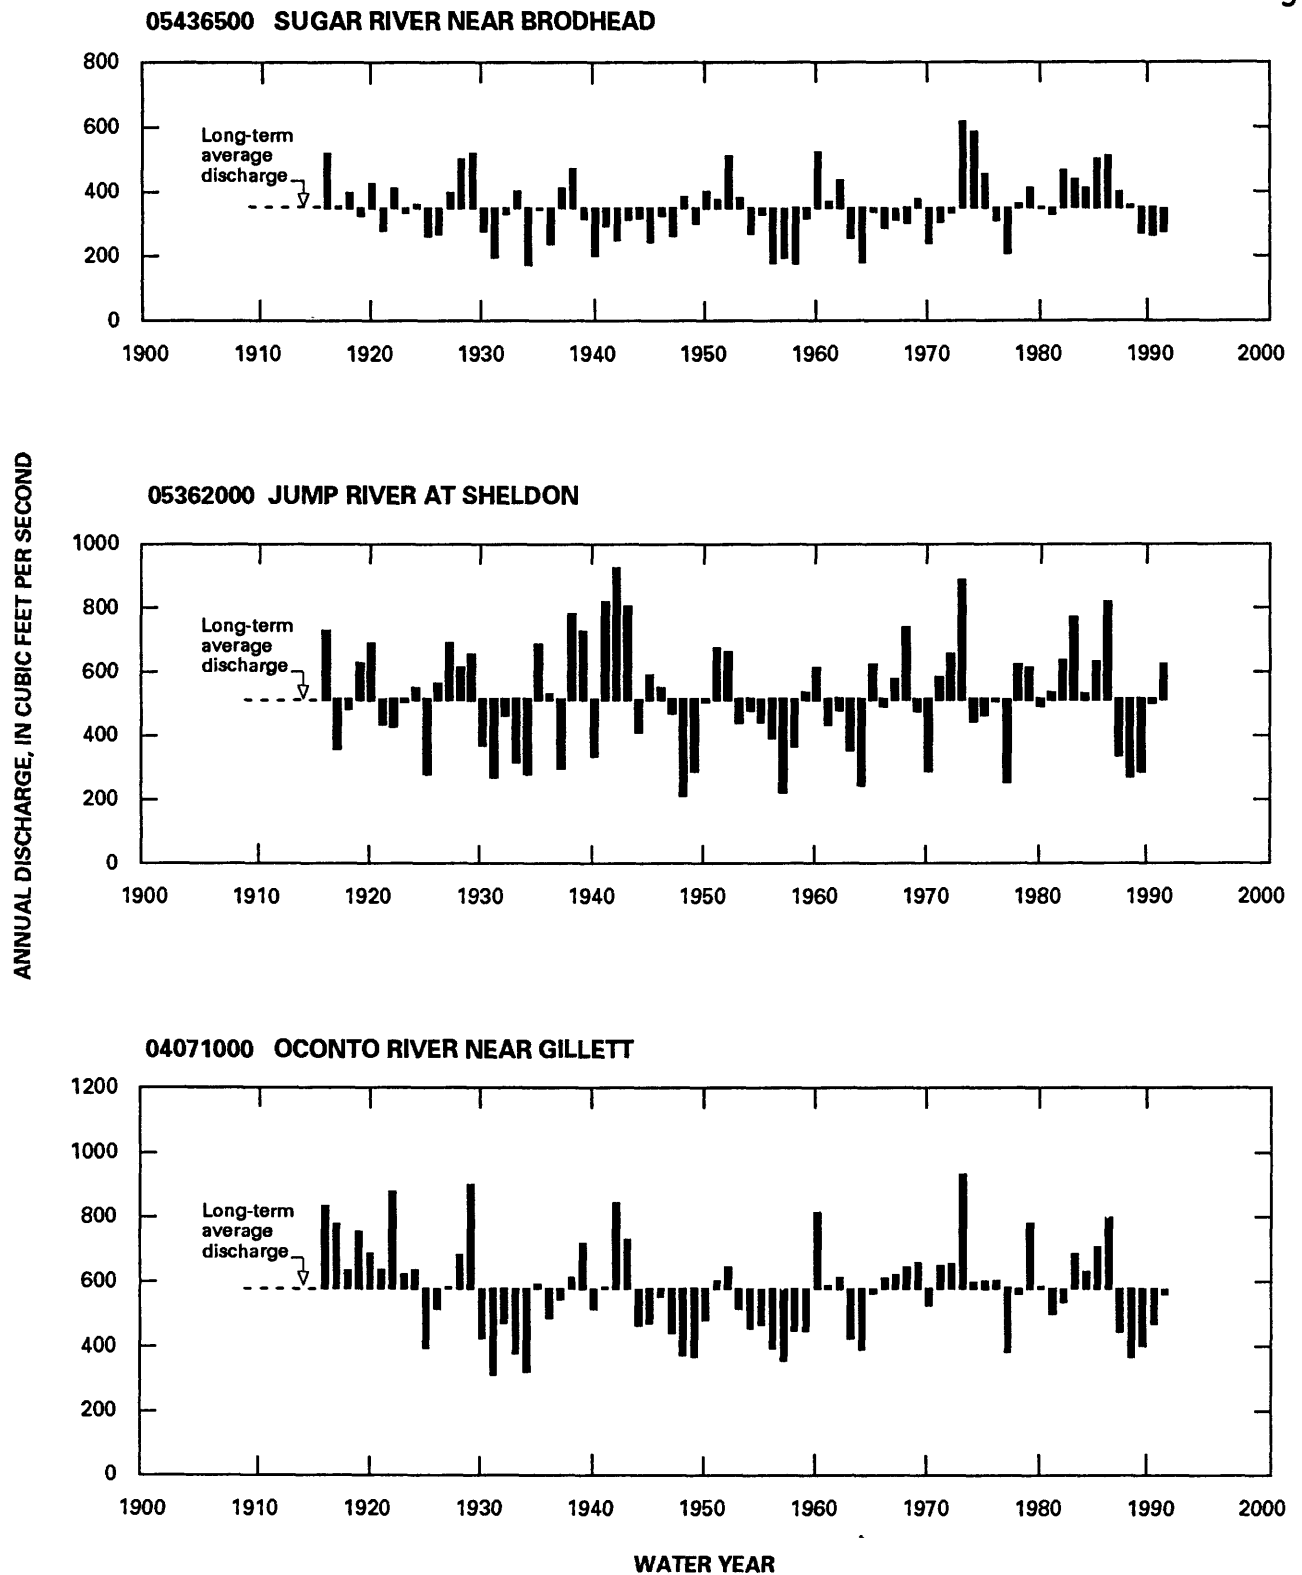 05436500 SUGAR RIVER NEAR BRODHEAD
800
600
400
200
0
Long-term
average
discharge
1900 1910 1920 1930 1940 1950 1960 1970 1980 1990 2000
ANNUAL DISCHARGE, IN CUBIC FEET PER SECOND
05362000 JUMP RIVER AT SHELDON
1000
800
600
400
200
0
Long-term
average
discharge
1900 1910 1920 1930 1940 1950 1960 1970 1980 1990 2000
04071000 OCONTO RIVER NEAR GILLETT
1200
1000
800
600
400
200
0
Long-term
average
discharge
1900 1910 1920 1930 1940 1950 1960 1970 1980 1990 2000
WATER YEAR